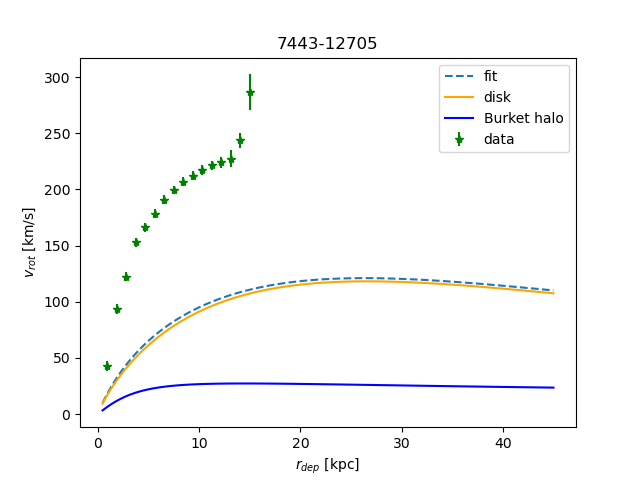 7443-12705
fit
disk
Burket halo
data
300
250
200
150
100
50
0
v_rot [km/s]
0 10 20 30 40
r_dep [kpc]